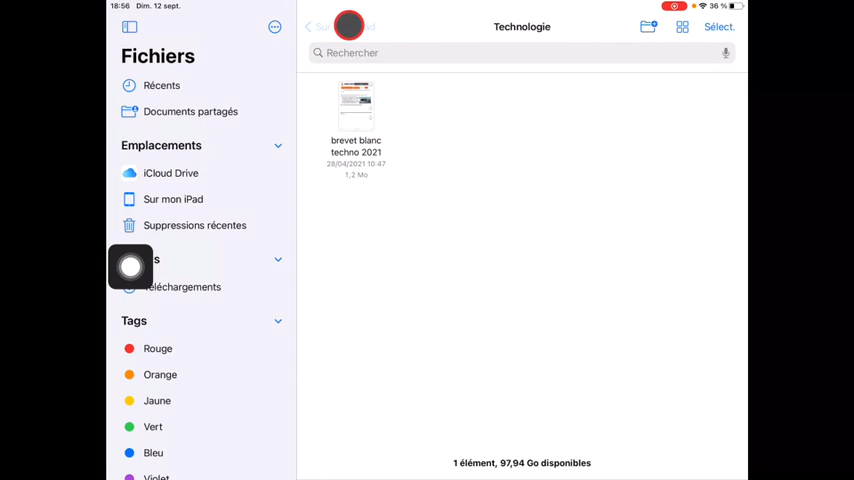 18:56 Dim. 12 sept.
36 %
Technologie
Sélect.
Fichiers
Rechercher
Récents
Documents partagés
Emplacements
iCloud Drive
Sur mon iPad
Suppressions récentes
Téléchargements
Tags
Rouge
Orange
Jaune
Vert
Bleu
Violet
brevet blanc
techno 2021
28/04/2021 10:47
1,2 Mo
1 élément, 97,94 Go disponibles